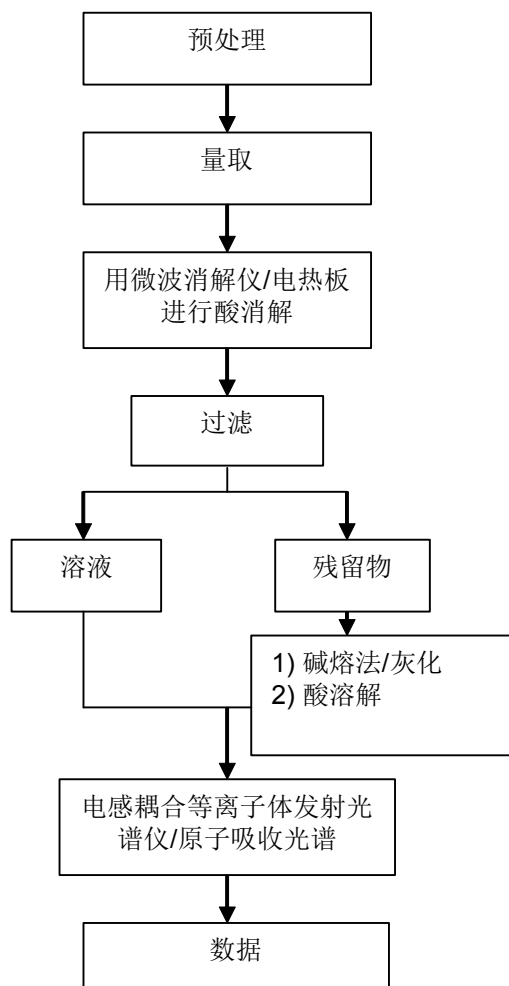 预处理
量取
用微波消解仪/电热板
进行酸消解
过滤
溶液
残留物
1) 碱熔法/灰化
2) 酸溶解
电感耦合等离子体发射光
谱仪/原子吸收光谱
数据